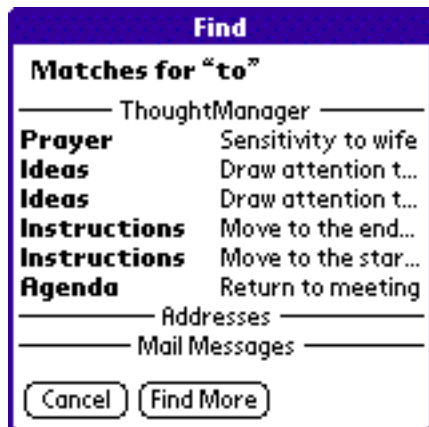 Find
Matches for “to”
ThoughtManager
Prayer Sensitivity to wife
Ideas Draw attention t...
Ideas Draw attention t...
Instructions Move to the end...
Instructions Move to the star...
Agenda Return to meeting
Addresses
Mail Messages
Cancel Find More